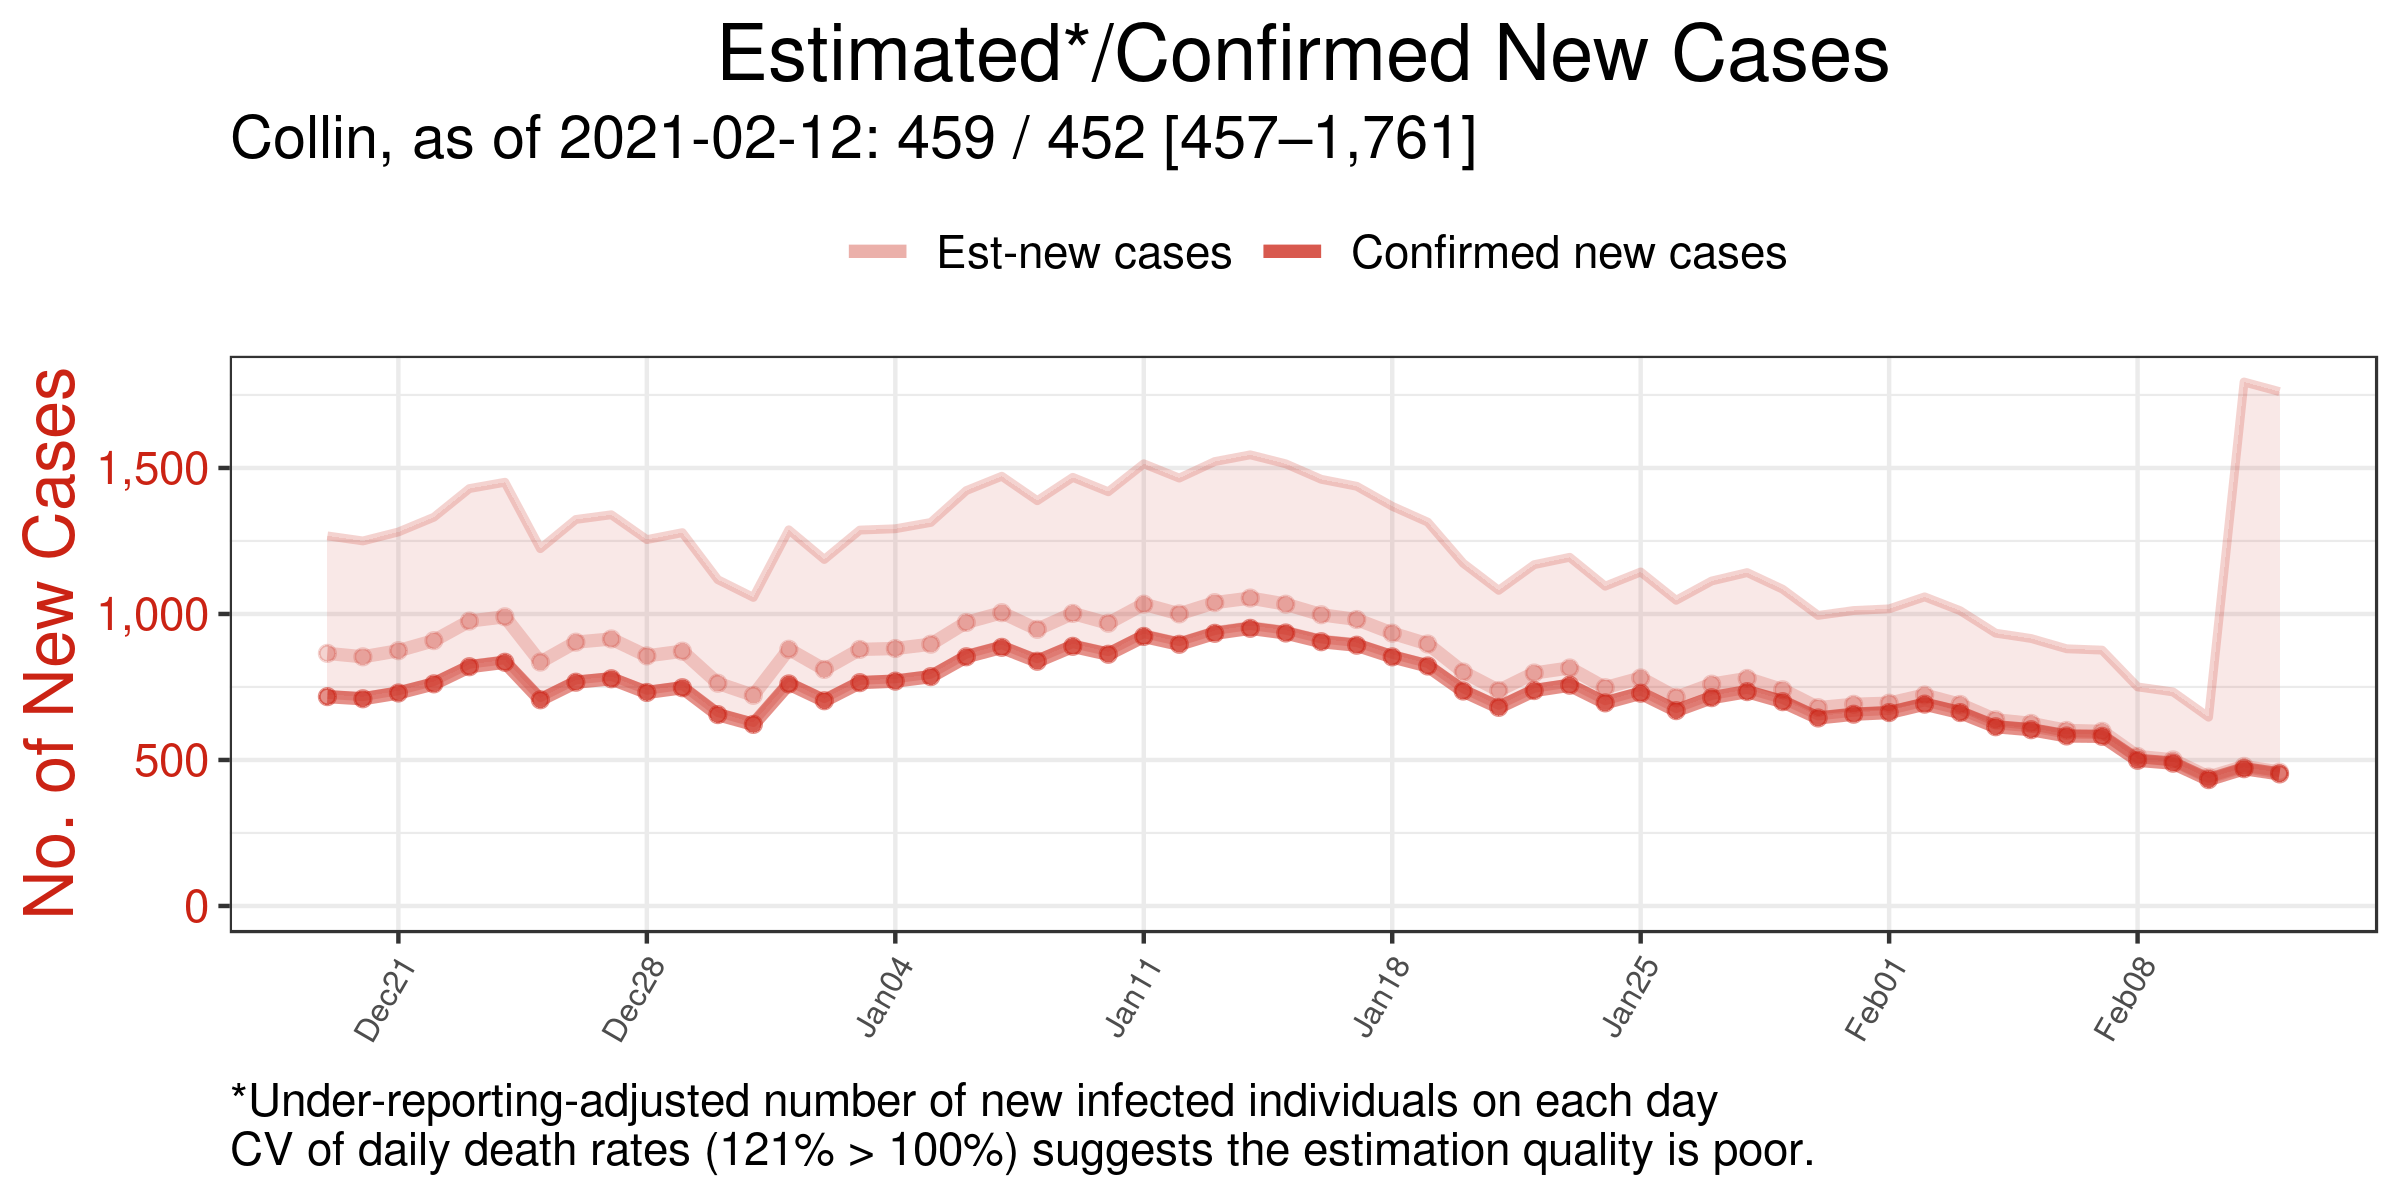 Estimated*/Confirmed New Cases
Collin, as of 2021-02-12: 459 / 452 [457–1,761]
Est-new cases
Confirmed new cases
No. of New Cases
1,500
1,000
500
0
Dec21
Dec28
Jan04
Jan11
Jan18
Jan25
Feb01
Feb08
*Under-reporting-adjusted number of new infected individuals on each day
CV of daily death rates (121% > 100%) suggests the estimation quality is poor.